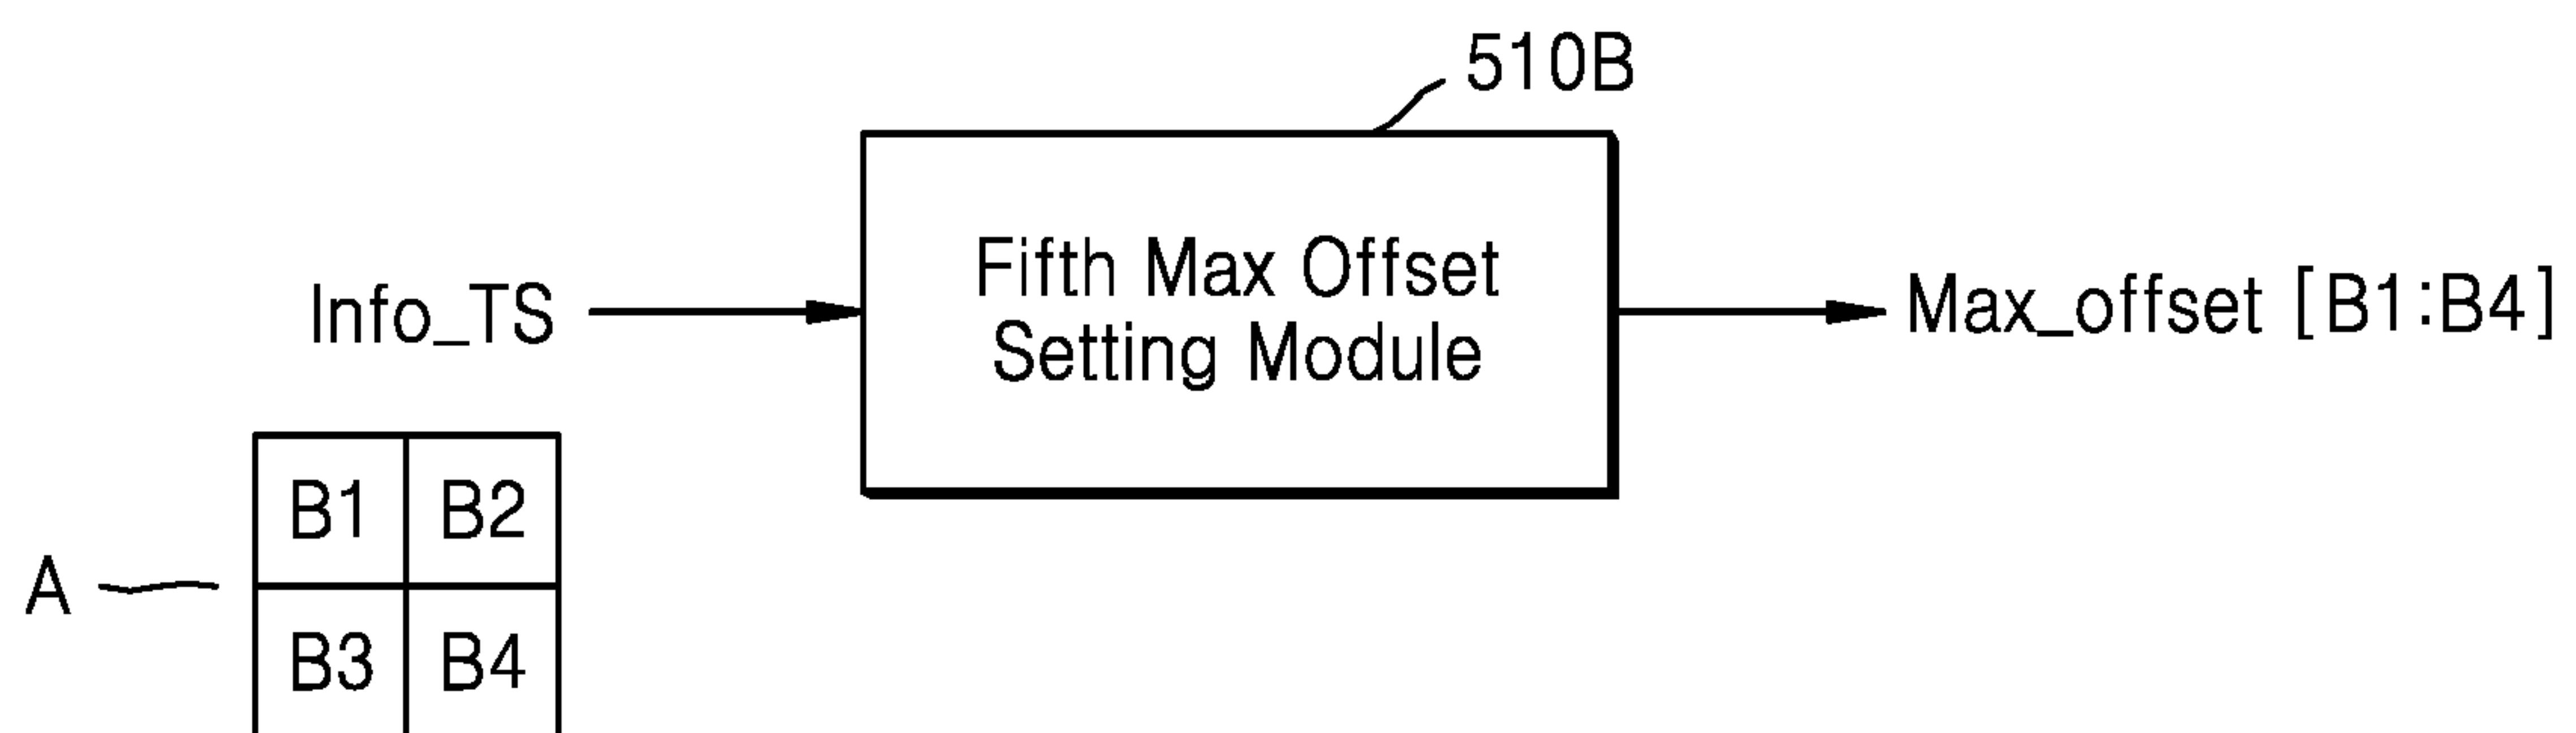 510B
Fifth Max Offset
Setting Module
Info_TS
Max_offset [B1:B4]
B1 B2
A
B3 B4